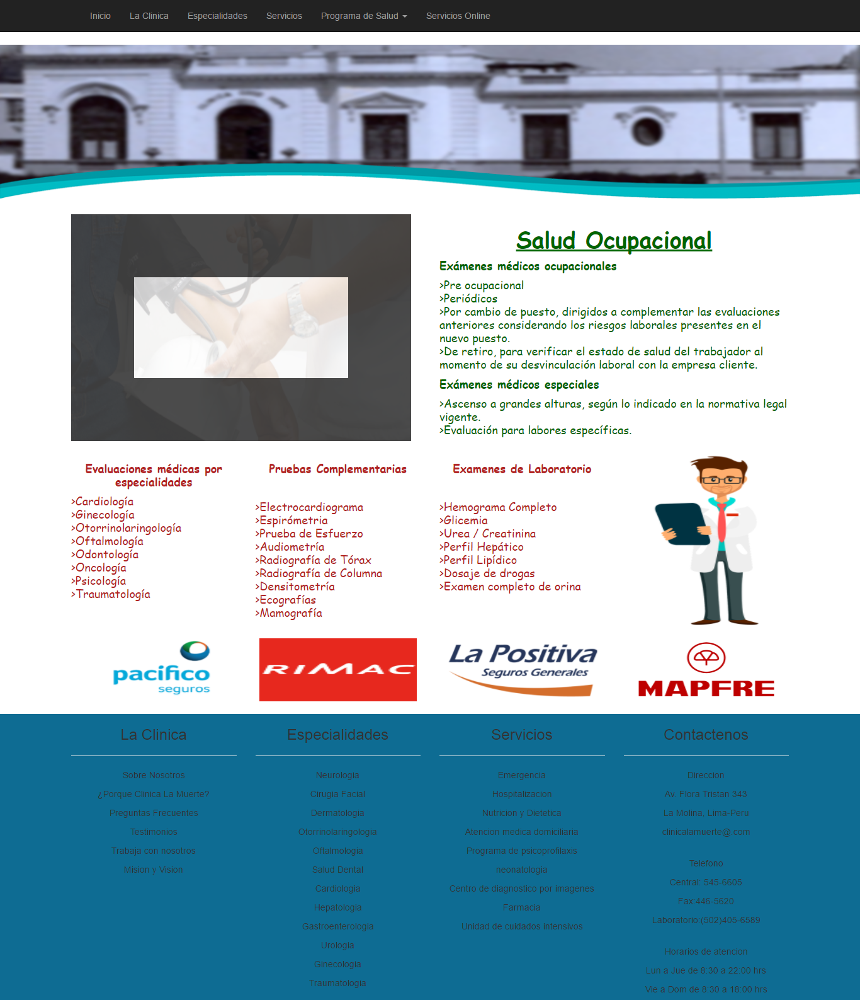 Inicio La Clinica Especialidades Servicios Programa de Salud Servicios Online
Salud Ocupacional
Exámenes médicos ocupacionales
>Pre ocupacional
>Periódicos
>Por cambio de puesto, dirigidos a complementar las evaluaciones
anteriores considerando los riesgos laborales presentes en el
nuevo puesto.
>De retiro, para verificar el estado de salud del trabajador al
momento de su desvinculación laboral con la empresa cliente.
Exámenes médicos especiales
>Ascenso a grandes alturas, según lo indicado en la normativa legal
vigente.
>Evaluación para labores específicas.
Evaluaciones médicas por
especialidades
>Cardiología
>Ginecología
>Otorrinolaringología
>Oftalmología
>Odontología
>Oncología
>Psicología
>Traumatología
Pruebas Complementarias
>Electrocardiograma
>Espirómetria
>Prueba de Esfuerzo
>Audiometría
>Radiografía de Tórax
>Radiografía de Columna
>Densitometría
>Ecografías
>Mamografía
Examenes de Laboratorio
>Hemograma Completo
>Glicemia
>Urea / Creatinina
>Perfil Hepático
>Perfil Lipídico
>Dosaje de drogas
>Examen completo de orina
pacífico
seguros
RIMAC
La Positiva
Seguros Generales
MAPFRE
La Clinica
Sobre Nosotros
¿Porque Clinica La Muerte?
Preguntas Frecuentes
Testimonios
Trabaja con nosotros
Mision y Vision
Especialidades
Neurologia
Cirugia Facial
Dermatologia
Otorrinolaringologia
Oftalmologia
Salud Dental
Cardiologia
Hepatologia
Gastroenterologia
Urologia
Ginecologia
Traumatologia
Servicios
Emergencia
Hospitalizacion
Nutricion y Dietetica
Atencion medica domiciliaria
Programa de psicoprofilaxis
neonatologia
Centro de diagnostico por imagenes
Farmacia
Unidad de cuidados intensivos
Contactenos
Direccion
Av. Flora Tristan 343
La Molina, Lima-Peru
clinicalamuerte@.com
Telefono
Central: 545-6605
Fax:446-5620
Laboratorio:(502)405-6589
Horarios de atencion
Lun a Jue de 8:30 a 22:00 hrs
Vie a Dom de 8:30 a 18:00 hrs